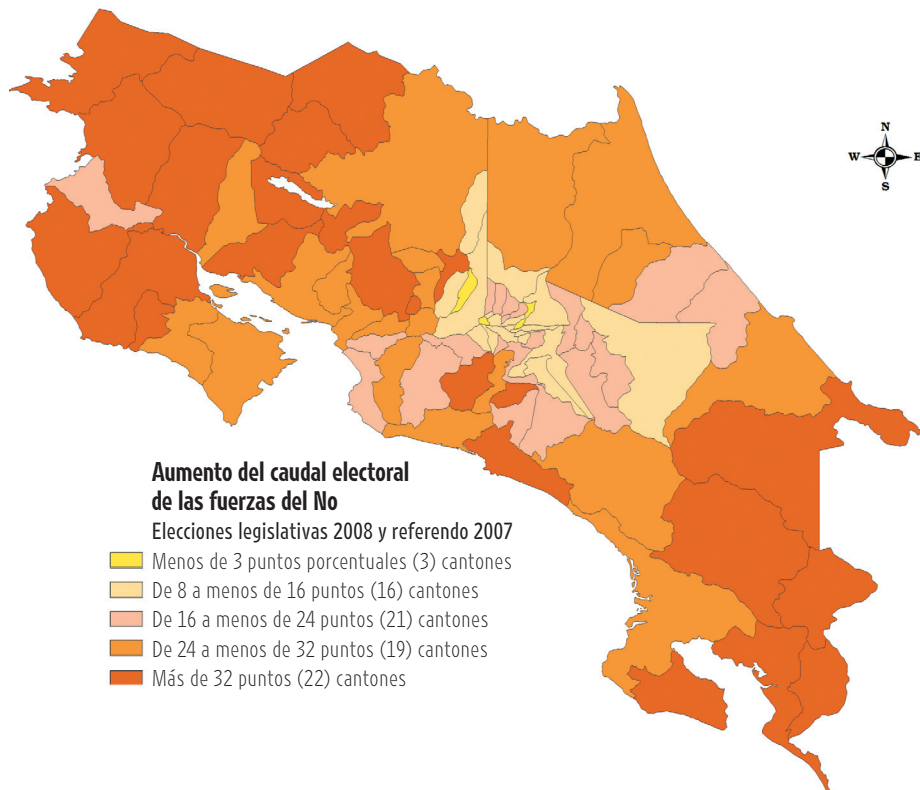 N
W E
S
Aumento del caudal electoral
de las fuerzas del No
Elecciones legislativas 2008 y referendo 2007
Menos de 3 puntos porcentuales (3) cantones
De 8 a menos de 16 puntos (16) cantones
De 16 a menos de 24 puntos (21) cantones
De 24 a menos de 32 puntos (19) cantones
Más de 32 puntos (22) cantones